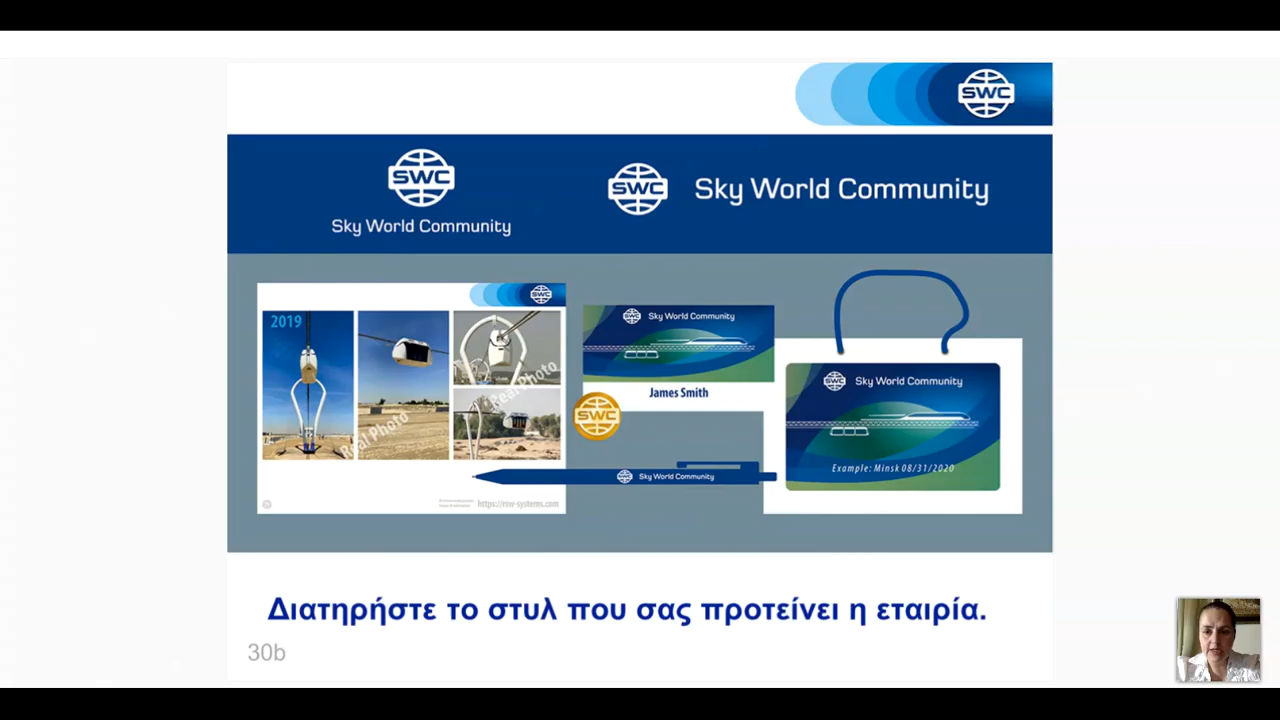 SWC
SWC
Sky World Community
SWC
Sky World Community
SWC
2019
Real Photo
Real Photo
https://rsw-systems.com
SWC
Sky World Community
James Smith
SWC
Sky World Community
SWC
Sky World Community
Example: Minsk 08/31/2020
Διατηρήστε το στυλ που σας προτείνει η εταιρία.
30b